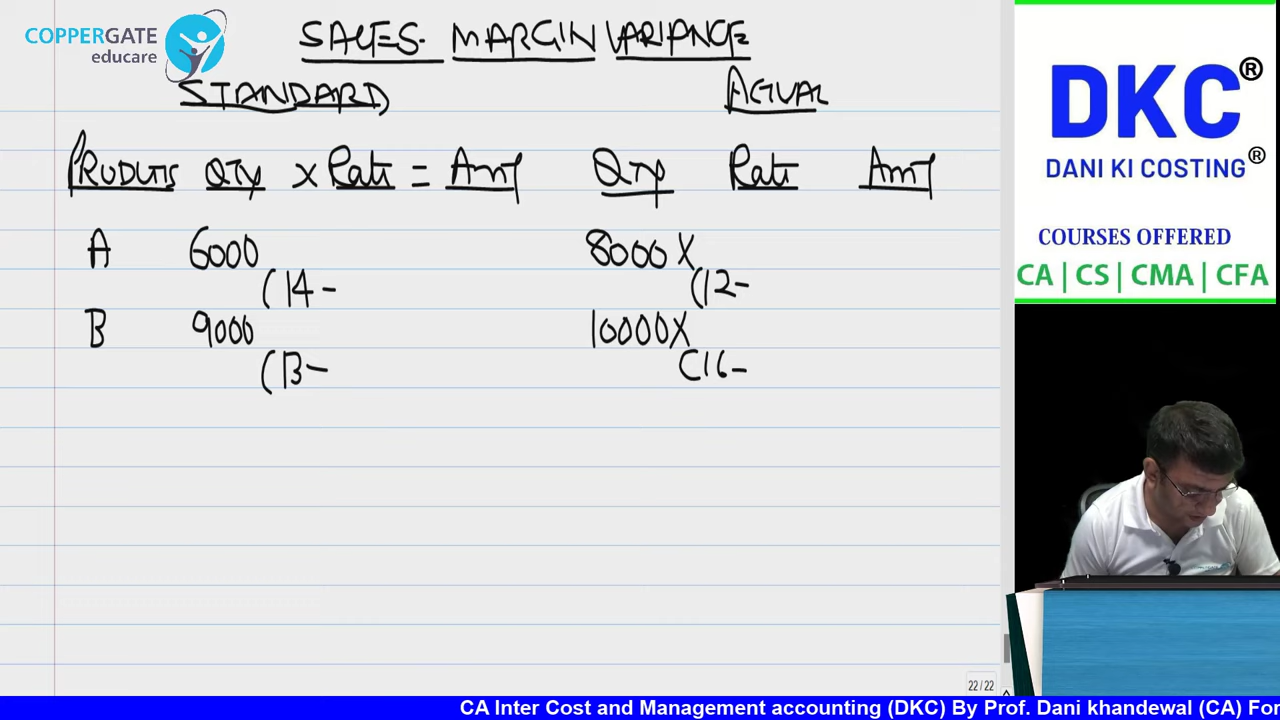 COPPERGATE
educare
SALES MARGIN VARIANCE
STANDARD ACTUAL
PRODUCTS QTY X Rate = Amt QTY Rate Amt
A 6000 8000 X
(14 - (12 -
B 9000 10000 X
(13 - (16 -
22 / 22
DKC®
DANI KI COSTING®
COURSES OFFERED
CA | CS | CMA | CFA
CA Inter Cost and Management accounting (DKC) By Prof. Dani khandewal (CA) For